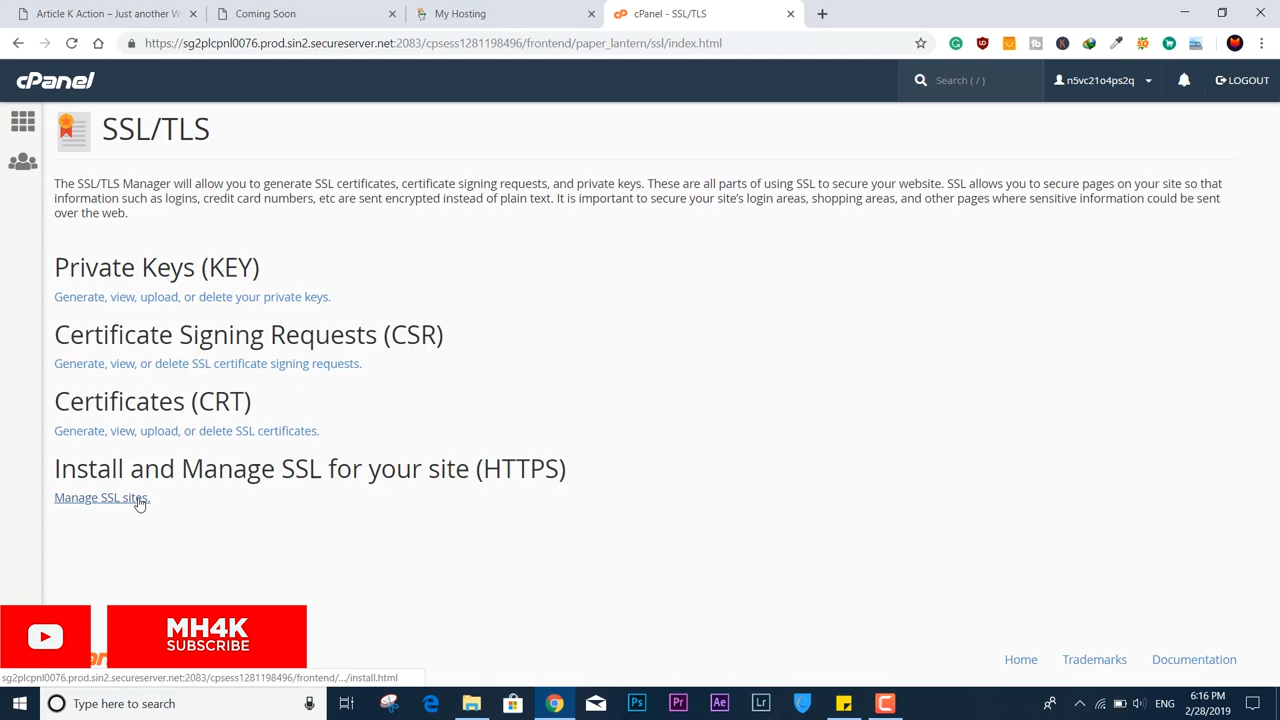 Article K Action – Just another W
Coming Soon
My Hosting
cPanel - SSL/TLS
https://sg2plcpnl0076.prod.sin2.secureserver.net:2083/cpsess1281198496/frontend/paper_lantern/ssl/index.html
cPanel
Search ( / )
n5vc21o4ps2q
LOGOUT
SSL/TLS
The SSL/TLS Manager will allow you to generate SSL certificates, certificate signing requests, and private keys. These are all parts of using SSL to secure your website. SSL allows you to secure pages on your site so that
information such as logins, credit card numbers, etc are sent encrypted instead of plain text. It is important to secure your site's login areas, shopping areas, and other pages where sensitive information could be sent
over the web.
Private Keys (KEY)
Generate, view, upload, or delete your private keys.
Certificate Signing Requests (CSR)
Generate, view, or delete SSL certificate signing requests.
Certificates (CRT)
Generate, view, upload, or delete SSL certificates.
Install and Manage SSL for your site (HTTPS)
Manage SSL sites.
MH4K
SUBSCRIBE
Home
Trademarks
Documentation
sg2plcpnl0076.prod.sin2.secureserver.net:2083/cpsess1281198496/frontend/.../install.html
Type here to search
Ps
Pr
Ae
Lr
ENG
6:16 PM
2/28/2019